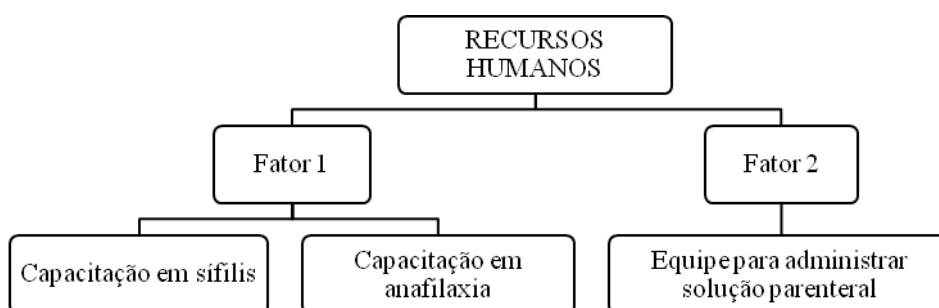 RECURSOS
HUMANOS
Fator 1
Fator 2
Capacitação em sífilis
Capacitação em
anafilaxia
Equipe para administrar
solução parenteral